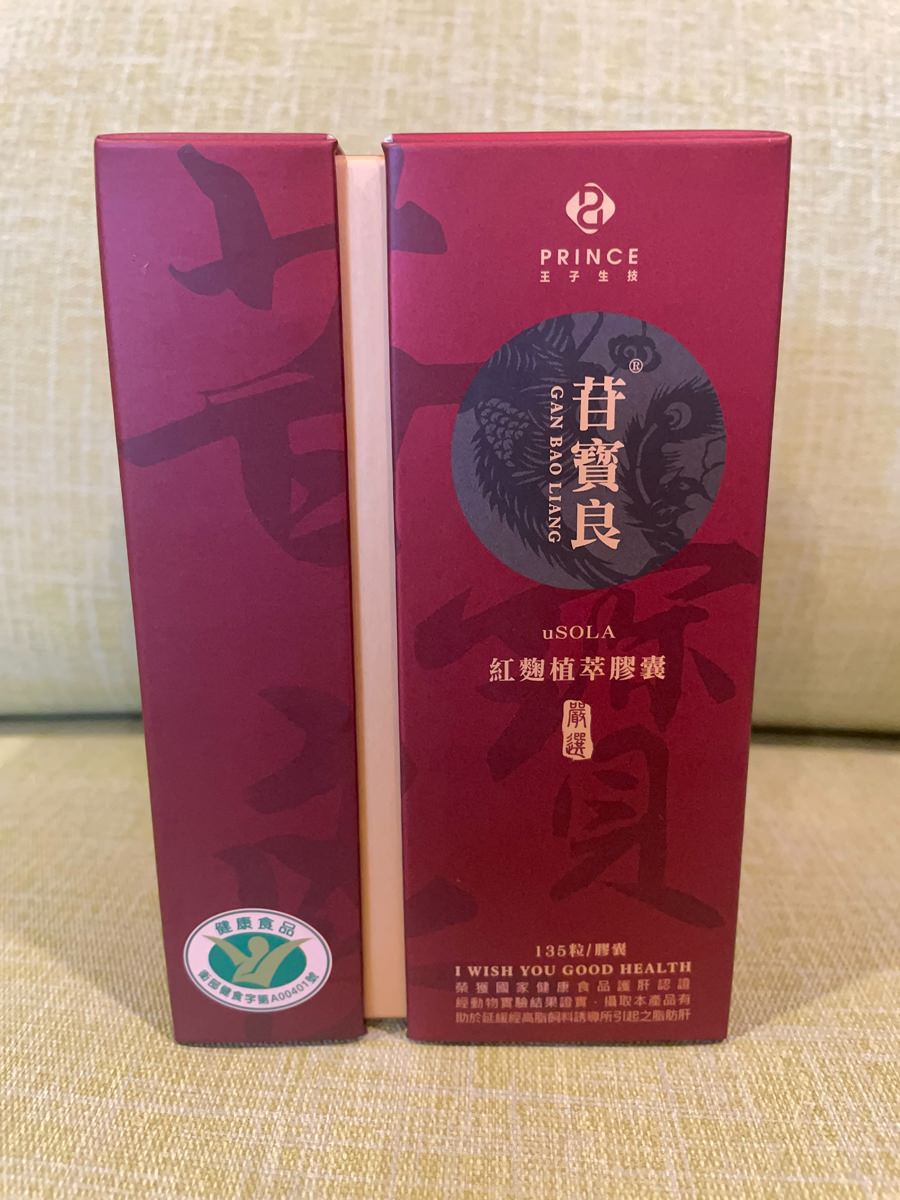 PRINCE
王子生技
苷寶良®
GAN BAO LIANG
uSOLA
紅麴植萃膠囊
嚴選
135粒/膠囊
I WISH YOU GOOD HEALTH
榮獲國家健康食品護肝認證
經動物實驗結果證實，攝取本產品有
助於延緩經高脂飼料誘導所引起之脂肪肝
健康食品
衛部健食字第A00401號
苷
寶
良